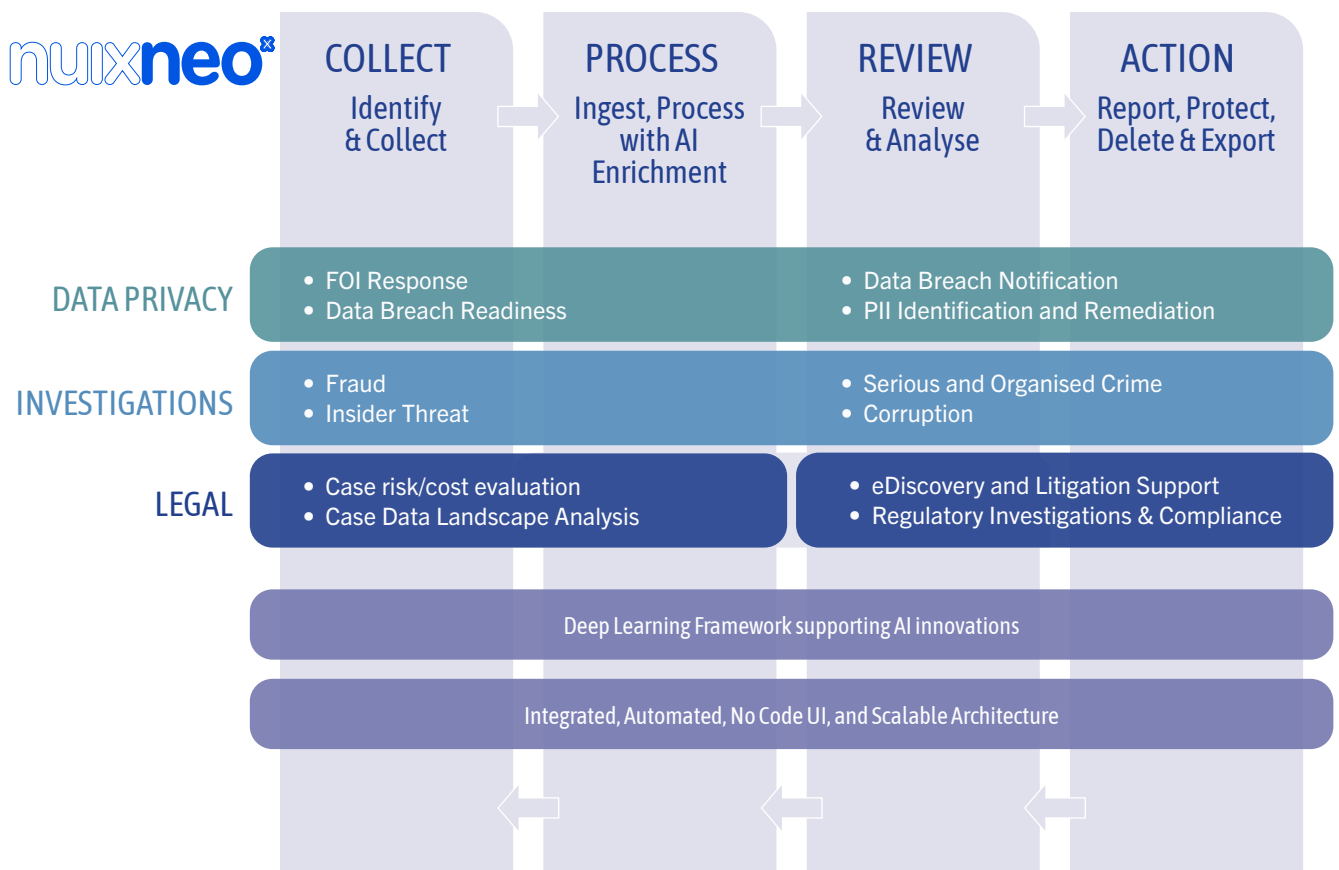 nuixneo
COLLECT
Identify
& Collect
PROCESS
Ingest, Process
with AI
Enrichment
REVIEW
Review
& Analyse
ACTION
Report, Protect,
Delete & Export
DATA PRIVACY
• FOI Response
• Data Breach Readiness
• Data Breach Notification
• PII Identification and Remediation
INVESTIGATIONS
• Fraud
• Insider Threat
• Serious and Organised Crime
• Corruption
LEGAL
• Case risk/cost evaluation
• Case Data Landscape Analysis
• eDiscovery and Litigation Support
• Regulatory Investigations & Compliance
Deep Learning Framework supporting AI innovations
Integrated, Automated, No Code UI, and Scalable Architecture